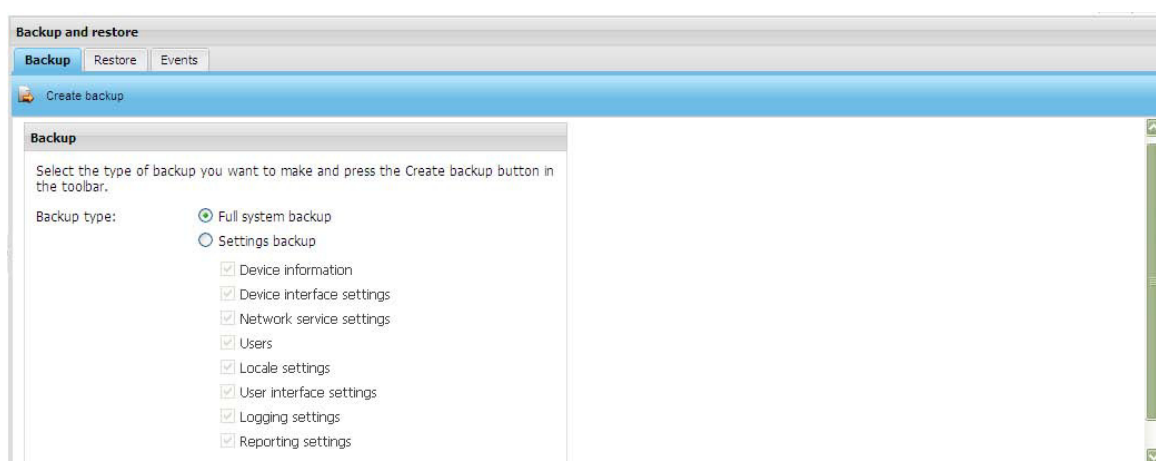 Backup and restore
Backup Restore Events
Create backup
Backup
Select the type of backup you want to make and press the Create backup button in
the toolbar.
Backup type: Full system backup
Settings backup
Device information
Device interface settings
Network service settings
Users
Locale settings
User interface settings
Logging settings
Reporting settings